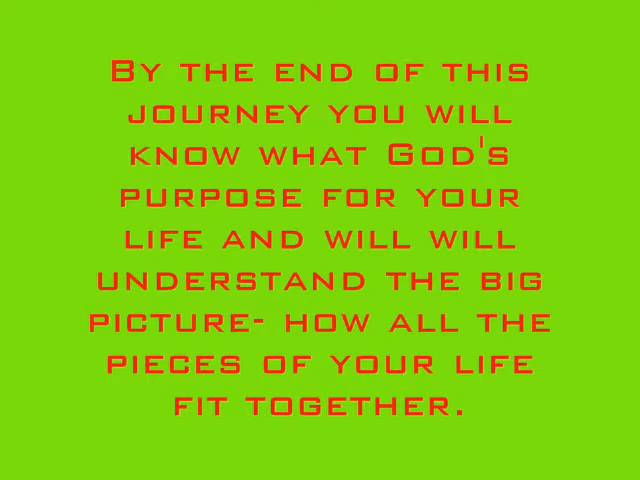 By the end of this
journey you will
know what God's
purpose for your
life and will will
understand the big
picture- how all the
pieces of your life
fit together.